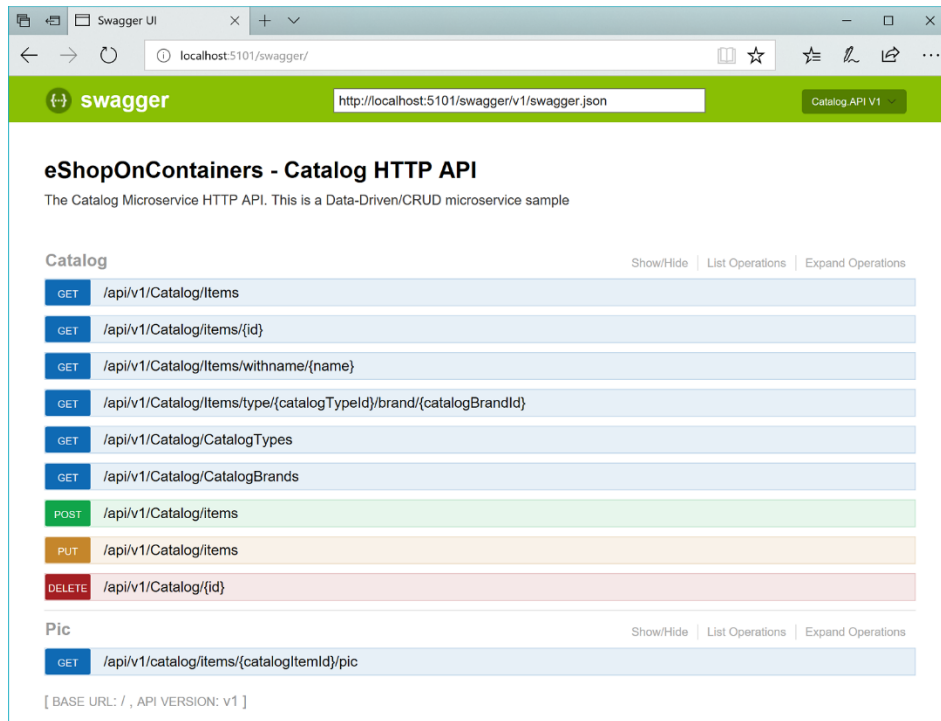 Swagger UI
localhost:5101/swagger/
{··} swagger http://localhost:5101/swagger/v1/swagger.json Catalog.API V1
eShopOnContainers - Catalog HTTP API
The Catalog Microservice HTTP API. This is a Data-Driven/CRUD microservice sample
Catalog Show/Hide List Operations Expand Operations
GET /api/v1/Catalog/Items
GET /api/v1/Catalog/items/{id}
GET /api/v1/Catalog/Items/withname/{name}
GET /api/v1/Catalog/Items/type/{catalogTypeId}/brand/{catalogBrandId}
GET /api/v1/Catalog/CatalogTypes
GET /api/v1/Catalog/CatalogBrands
POST /api/v1/Catalog/items
PUT /api/v1/Catalog/items
DELETE /api/v1/Catalog/{id}
Pic Show/Hide List Operations Expand Operations
GET /api/v1/catalog/items/{catalogItemId}/pic
[ BASE URL: / , API VERSION: v1 ]